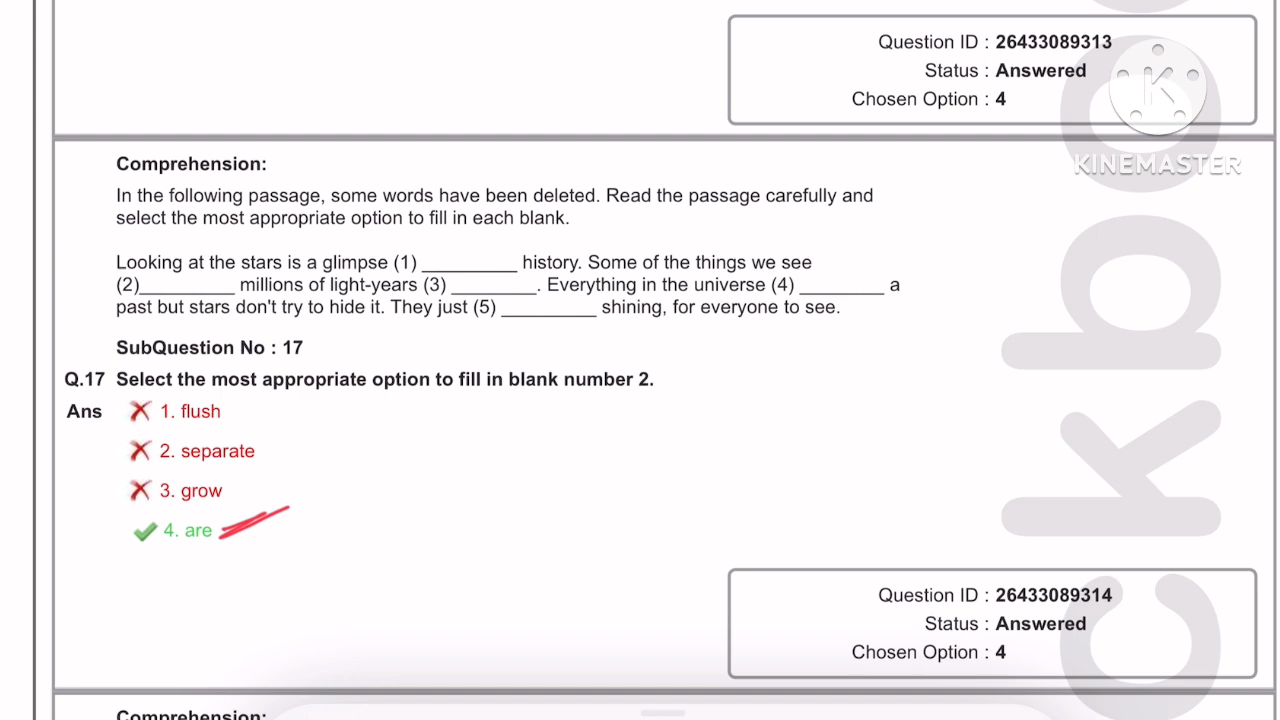 Question ID : 26433089313
Status : Answered
Chosen Option : 4
KINEMASTER
Comprehension:
In the following passage, some words have been deleted. Read the passage carefully and
select the most appropriate option to fill in each blank.
Looking at the stars is a glimpse (1) _________ history. Some of the things we see
(2)_________ millions of light-years (3) ________. Everything in the universe (4) ________ a
past but stars don't try to hide it. They just (5) _________ shining, for everyone to see.
SubQuestion No : 17
Q.17 Select the most appropriate option to fill in blank number 2.
Ans 1. flush
2. separate
3. grow
4. are
Question ID : 26433089314
Status : Answered
Chosen Option : 4
Comprehension: